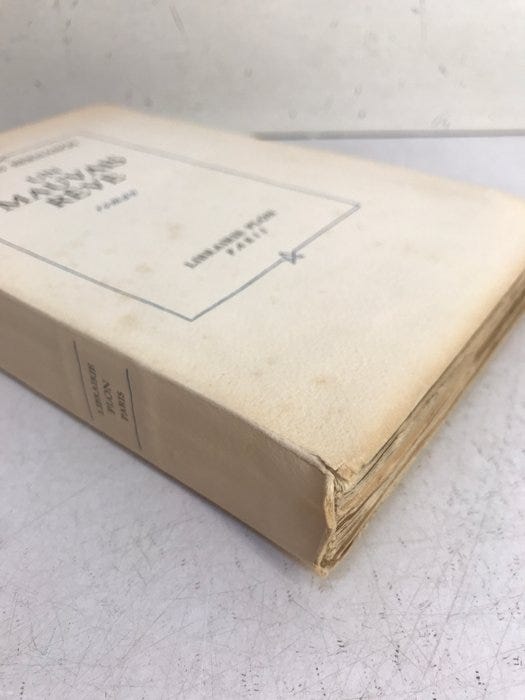 UN
MAUVAIS
RÊVE
roman
LIBRAIRIE PLON
PARIS
LIBRAIRIE
PLON
PARIS